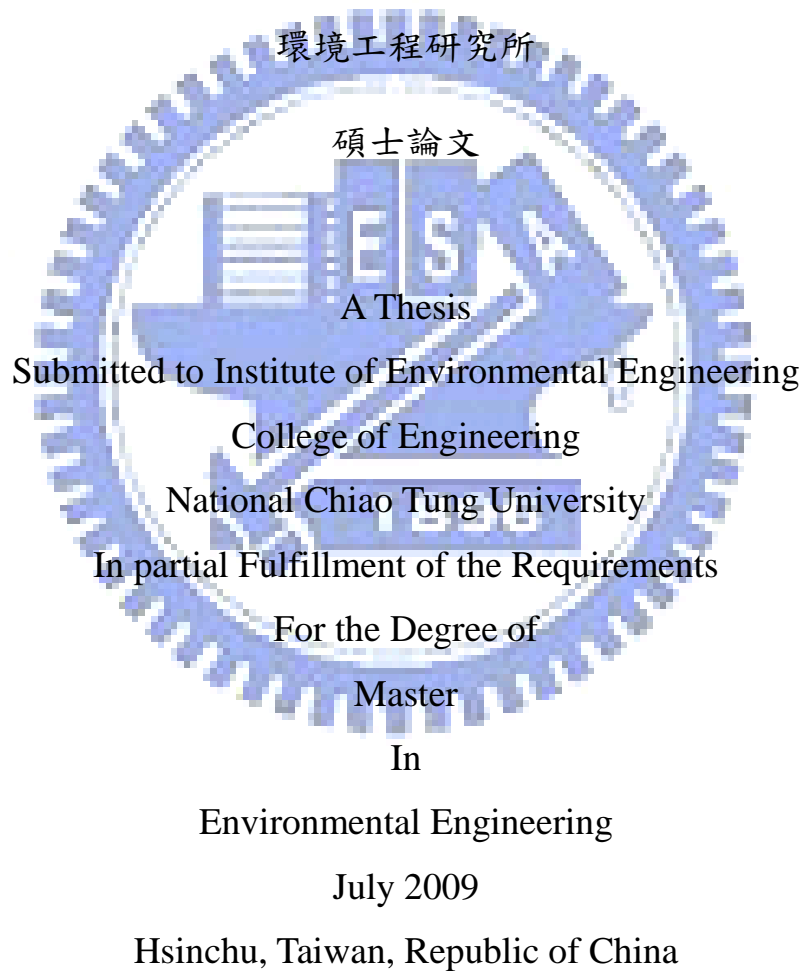 環境工程研究所
碩士論文
E S A
A Thesis
Submitted to Institute of Environmental Engineering
College of Engineering
National Chiao Tung University
1896
In partial Fulfillment of the Requirements
For the Degree of
Master
In
Environmental Engineering
July 2009
Hsinchu, Taiwan, Republic of China